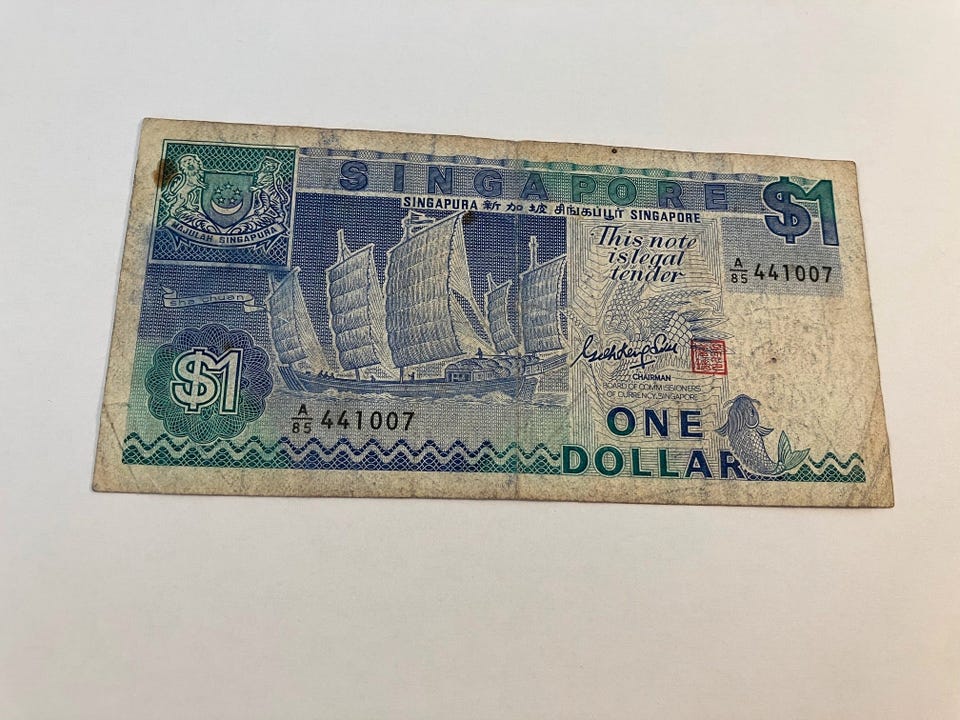 SINGAPORE
$1
SINGAPURA 新加坡 சிங்கப்பூர் SINGAPORE
MAJULAH SINGAPURA
This note
is legal
tender
A/85 441007
sha chuan
$1
CHAIRMAN
BOARD OF COMMISSIONERS
OF CURRENCY, SINGAPORE
A/85 441007
ONE
DOLLAR